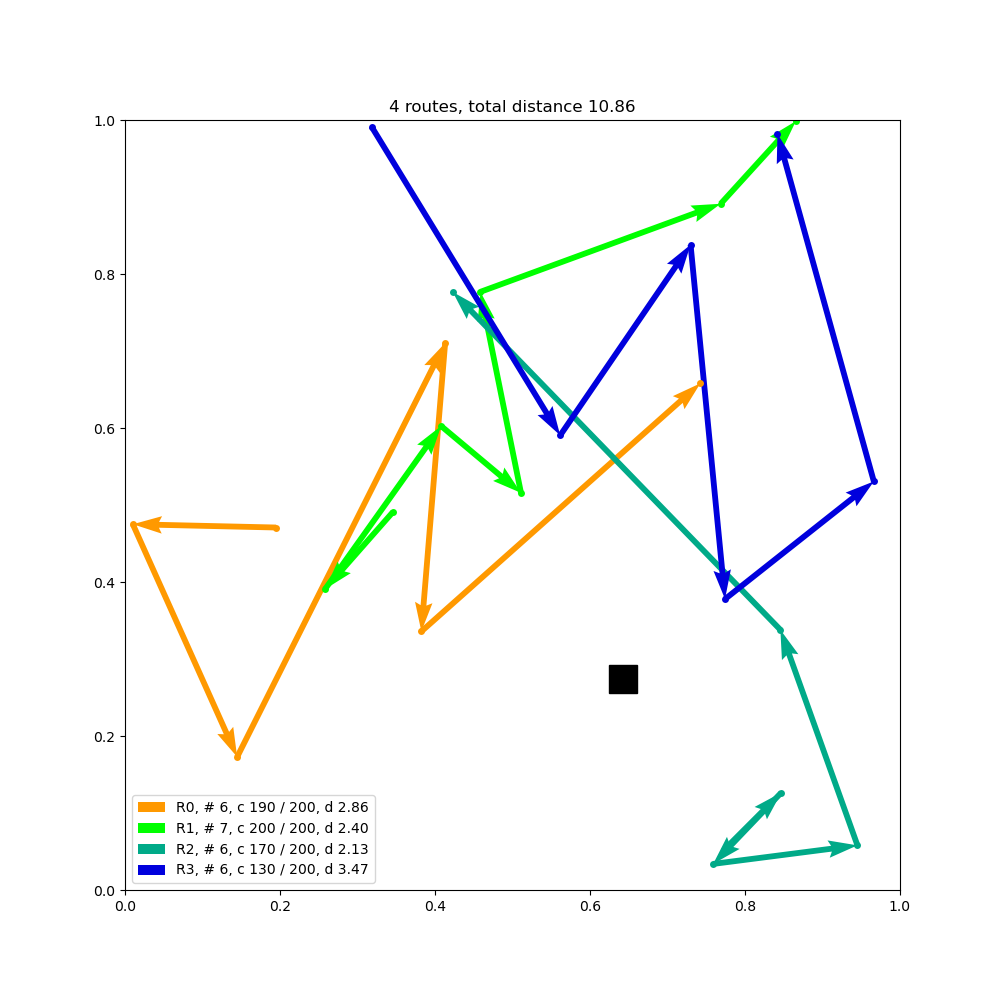 4 routes, total distance 10.86
1.0
0.8
0.6
0.4
0.2
0.0
R0, # 6, c 190 / 200, d 2.86
R1, # 7, c 200 / 200, d 2.40
R2, # 6, c 170 / 200, d 2.13
R3, # 6, c 130 / 200, d 3.47
0.0 0.2 0.4 0.6 0.8 1.0